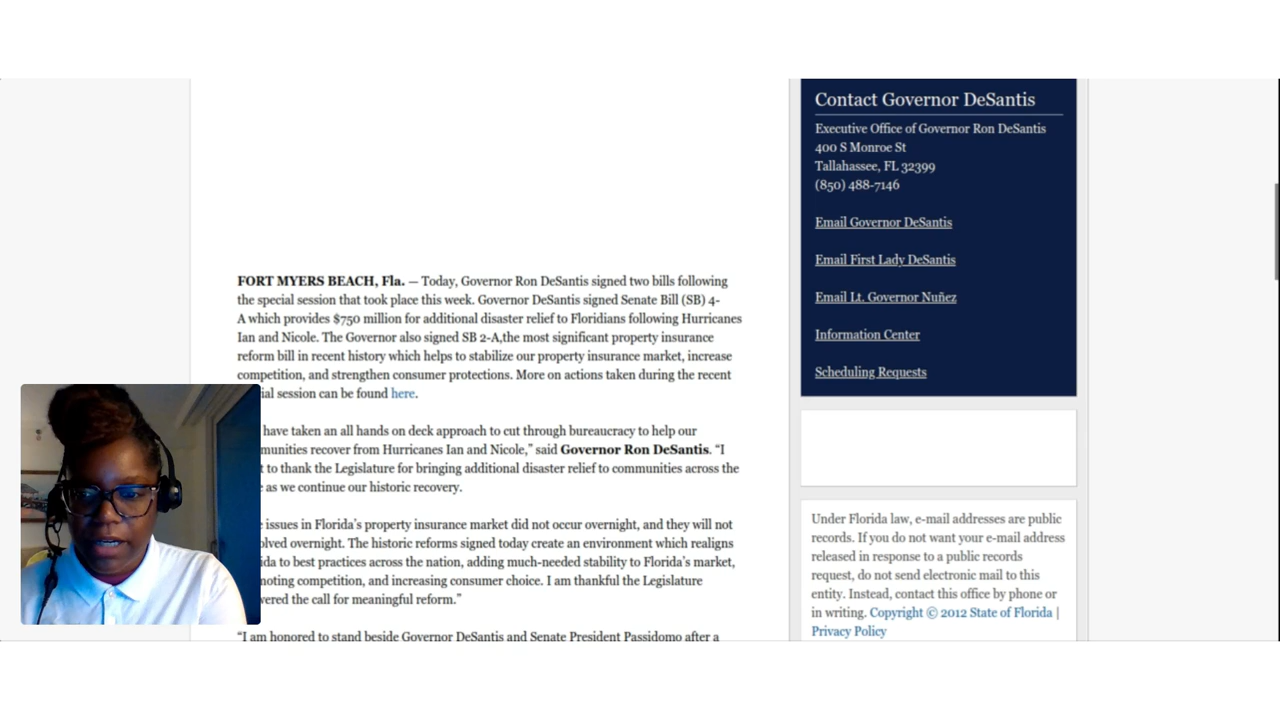 FORT MYERS BEACH, Fla. — Today, Governor Ron DeSantis signed two bills following
the special session that took place this week. Governor DeSantis signed Senate Bill (SB) 4-
A which provides $750 million for additional disaster relief to Floridians following Hurricanes
Ian and Nicole. The Governor also signed SB 2-A,the most significant property insurance
reform bill in recent history which helps to stabilize our property insurance market, increase
competition, and strengthen consumer protections. More on actions taken during the recent
ial session can be found here.
have taken an all hands on deck approach to cut through bureaucracy to help our
munities recover from Hurricanes Ian and Nicole,” said Governor Ron DeSantis. “I
t to thank the Legislature for bringing additional disaster relief to communities across the
as we continue our historic recovery.
issues in Florida’s property insurance market did not occur overnight, and they will not
olved overnight. The historic reforms signed today create an environment which realigns
ida to best practices across the nation, adding much-needed stability to Florida’s market,
noting competition, and increasing consumer choice. I am thankful the Legislature
wered the call for meaningful reform.”
“I am honored to stand beside Governor DeSantis and Senate President Passidomo after a
Contact Governor DeSantis
Executive Office of Governor Ron DeSantis
400 S Monroe St
Tallahassee, FL 32399
(850) 488-7146
Email Governor DeSantis
Email First Lady DeSantis
Email Lt. Governor Nuñez
Information Center
Scheduling Requests
Under Florida law, e-mail addresses are public
records. If you do not want your e-mail address
released in response to a public records
request, do not send electronic mail to this
entity. Instead, contact this office by phone or
in writing. Copyright © 2012 State of Florida |
Privacy Policy